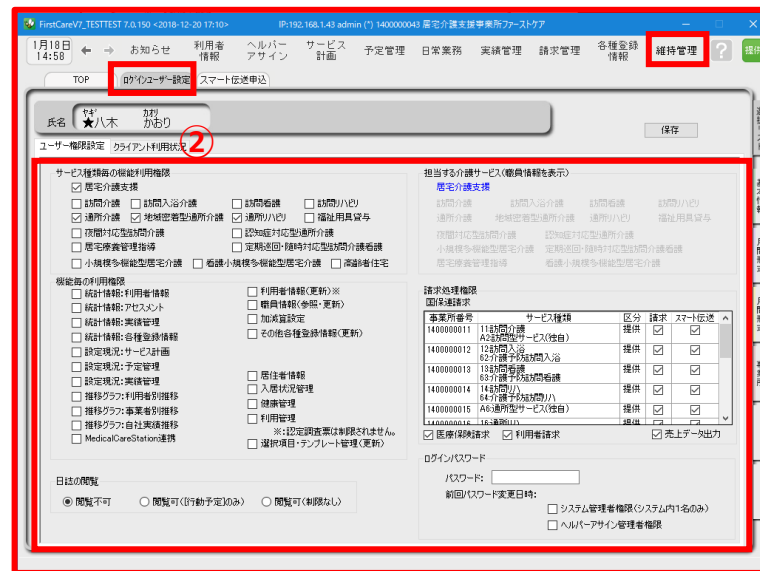 FirstCareV7_TESTTEST 7.0.150 <2018-12-20 17:10> IP:192.168.1.43 admin (*) 1400000043 居宅介護支援事業所ファーストケア
1月18日
14:58
← → お知らせ 利用者情報 ヘルパーアサイン サービス計画 予定管理 日常業務 実績管理 請求管理 各種登録情報 維持管理 ? 提供
TOP ログインユーザー設定 スマート伝送申込
ヤギ カオリ
氏名 ★八木 かおり 保存
ユーザー権限設定 クライアント利用状況
②
サービス種類毎の機能利用権限
居宅介護支援
訪問介護 訪問入浴介護 訪問看護 訪問リハビリ
通所介護 地域密着型通所介護 通所リハビリ 福祉用具貸与
夜間対応型訪問介護 認知症対応型通所介護
居宅療養管理指導 定期巡回・随時対応型訪問介護看護
小規模多機能型居宅介護 看護小規模多機能型居宅介護 高齢者住宅
担当する介護サービス(職員情報を表示)
居宅介護支援
訪問介護 訪問入浴介護 訪問看護 訪問リハビリ
通所介護 地域密着型通所介護 通所リハビリ 福祉用具貸与
夜間対応型訪問介護 認知症対応型通所介護
小規模多機能型居宅介護 定期巡回・随時対応型訪問介護看護
居宅療養管理指導 看護小規模多機能型居宅介護
機能毎の利用権限
統計情報:利用者情報
統計情報:アセスメント
統計情報:実績管理
統計情報:各種登録情報
設定現況:サービス計画
設定現況:予定管理
設定現況:実績管理
推移グラフ:利用者別推移
推移グラフ:事業者別推移
推移グラフ:自社実績推移
MedicalCareStation連携
利用者情報(更新)※
職員情報(参照・更新)
加減算設定
その他各種登録情報(更新)
居住者情報
入居状況管理
健康管理
利用管理
※:認定調査票は制限されません。
選択項目・テンプレート管理(更新)
請求処理権限
国保連請求
事業所番号 サービス種類 区分 請求 スマート伝送
1400000011 11:訪問介護 提供
A2:訪問型サービス(独自)
1400000012 12:訪問入浴 提供
62:介護予防訪問入浴
1400000013 13:訪問看護 提供
63:介護予防訪問看護
1400000014 14:訪問リハ 提供
64:介護予防訪問リハ
1400000015 A6:通所型サービス(独自) 提供
1400000016 16:通所リハ 提供
医療保険請求 利用者請求 売上データ出力
日誌の閲覧
閲覧不可 閲覧可([行動予定]のみ) 閲覧可(制限なし)
ログインパスワード
パスワード:
前回パスワード変更日時:
システム管理者権限(システム内1名のみ)
ヘルパーアサイン管理者権限